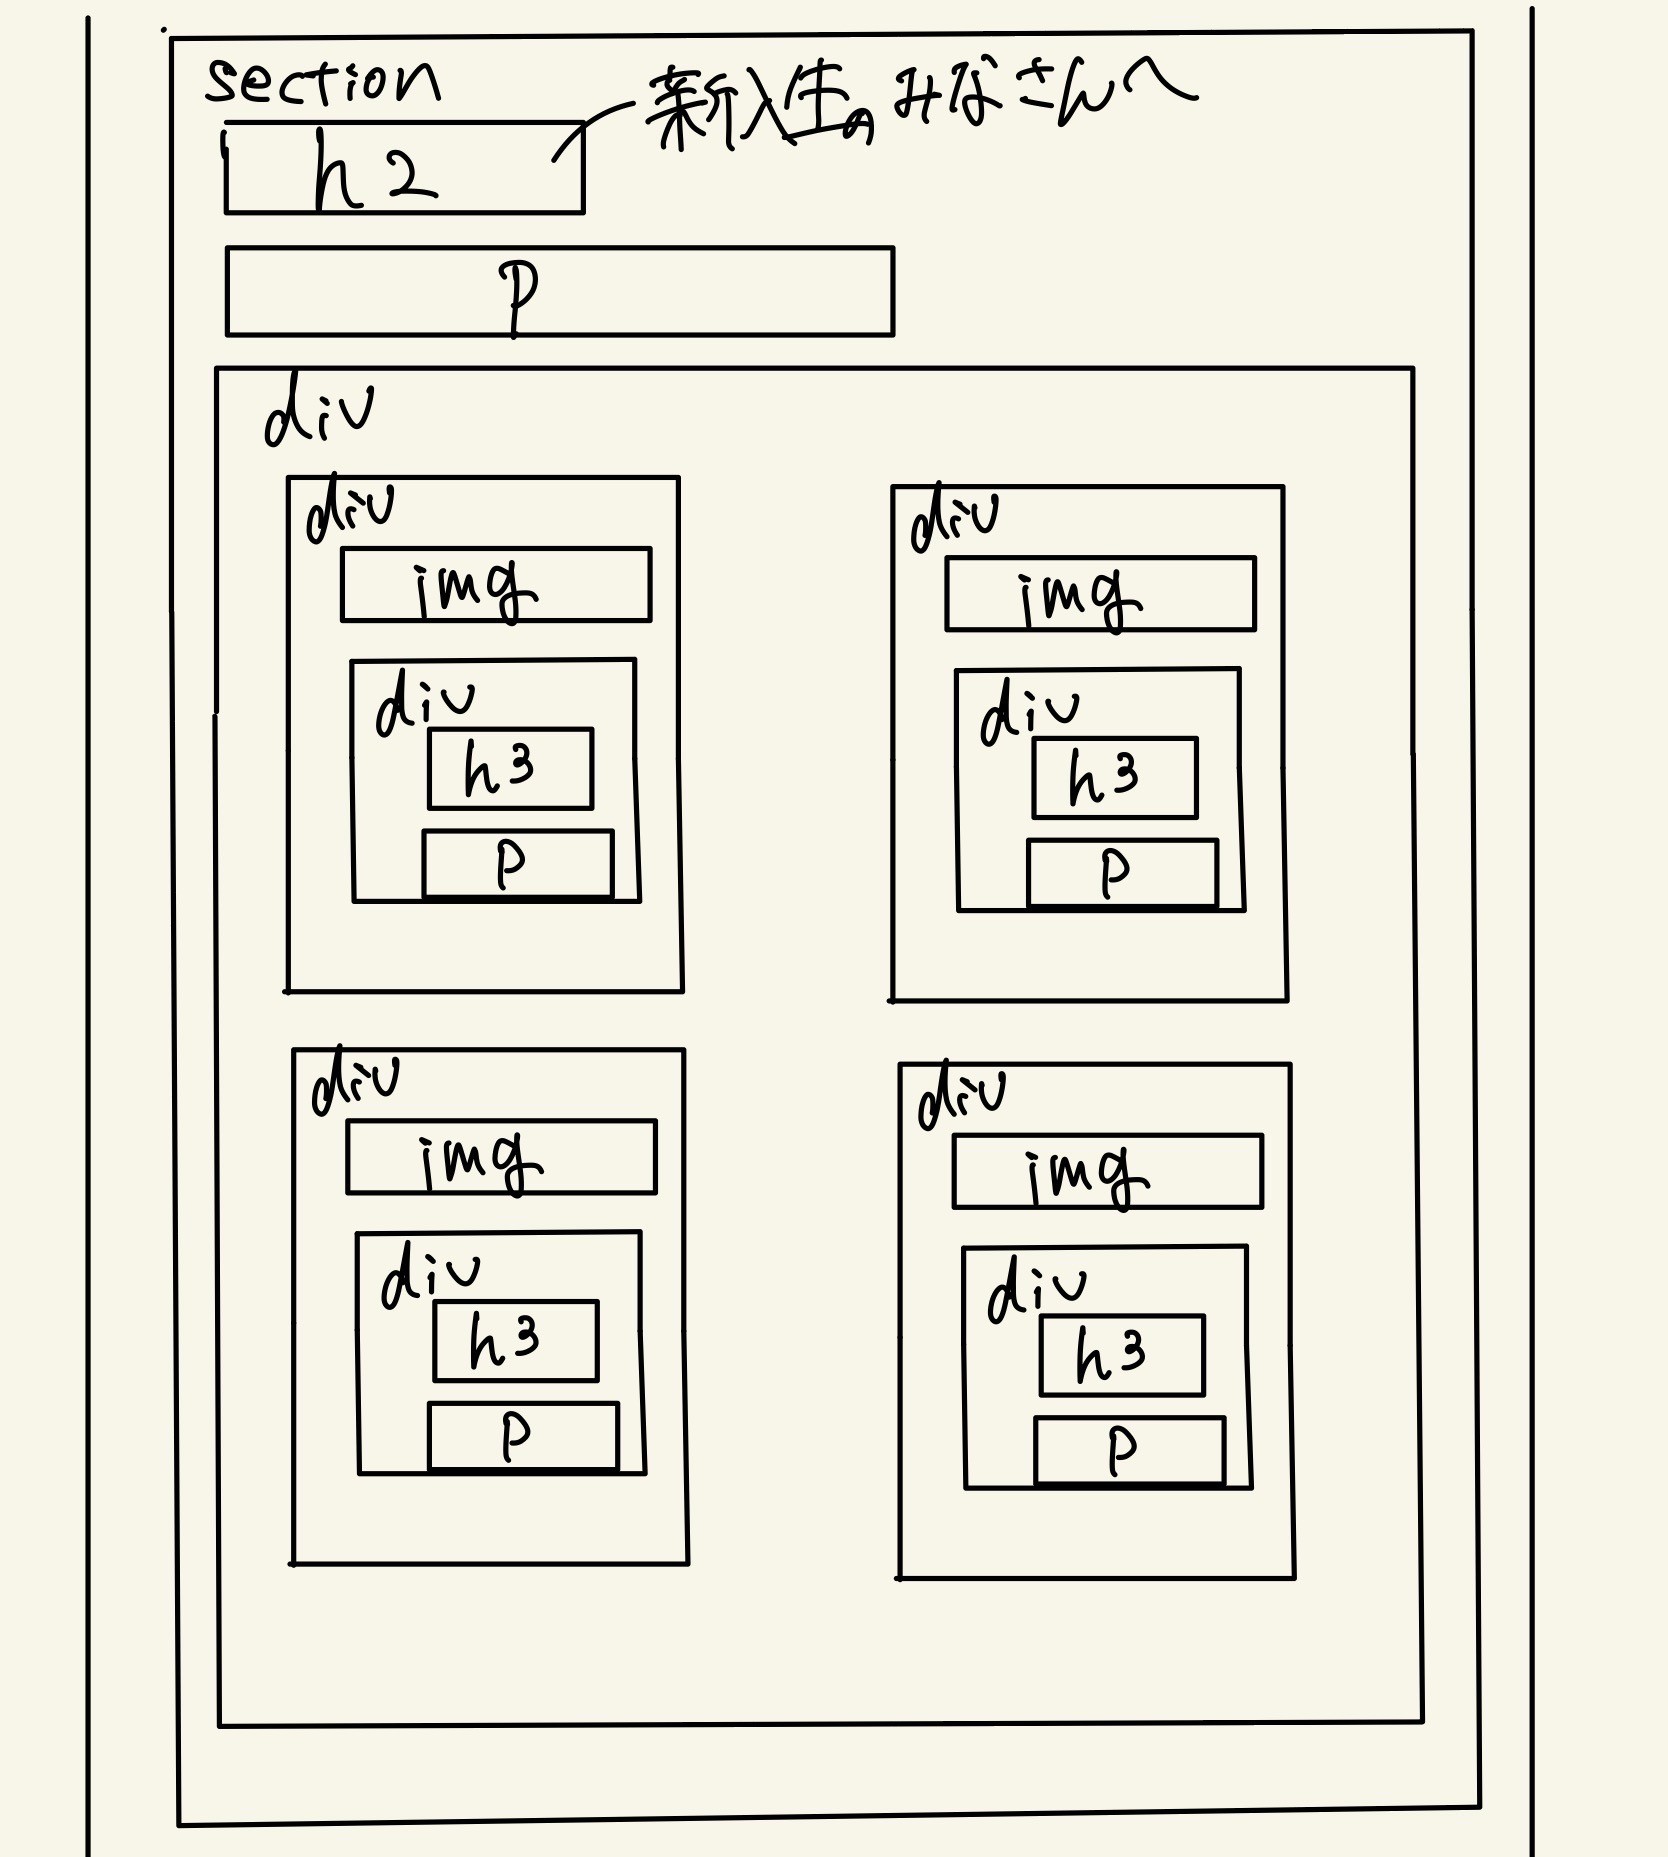 section
新入生のみなさんへ
h2
p
div
div
img
div
h3
p
div
img
div
h3
p
div
img
div
h3
p
div
img
div
h3
p